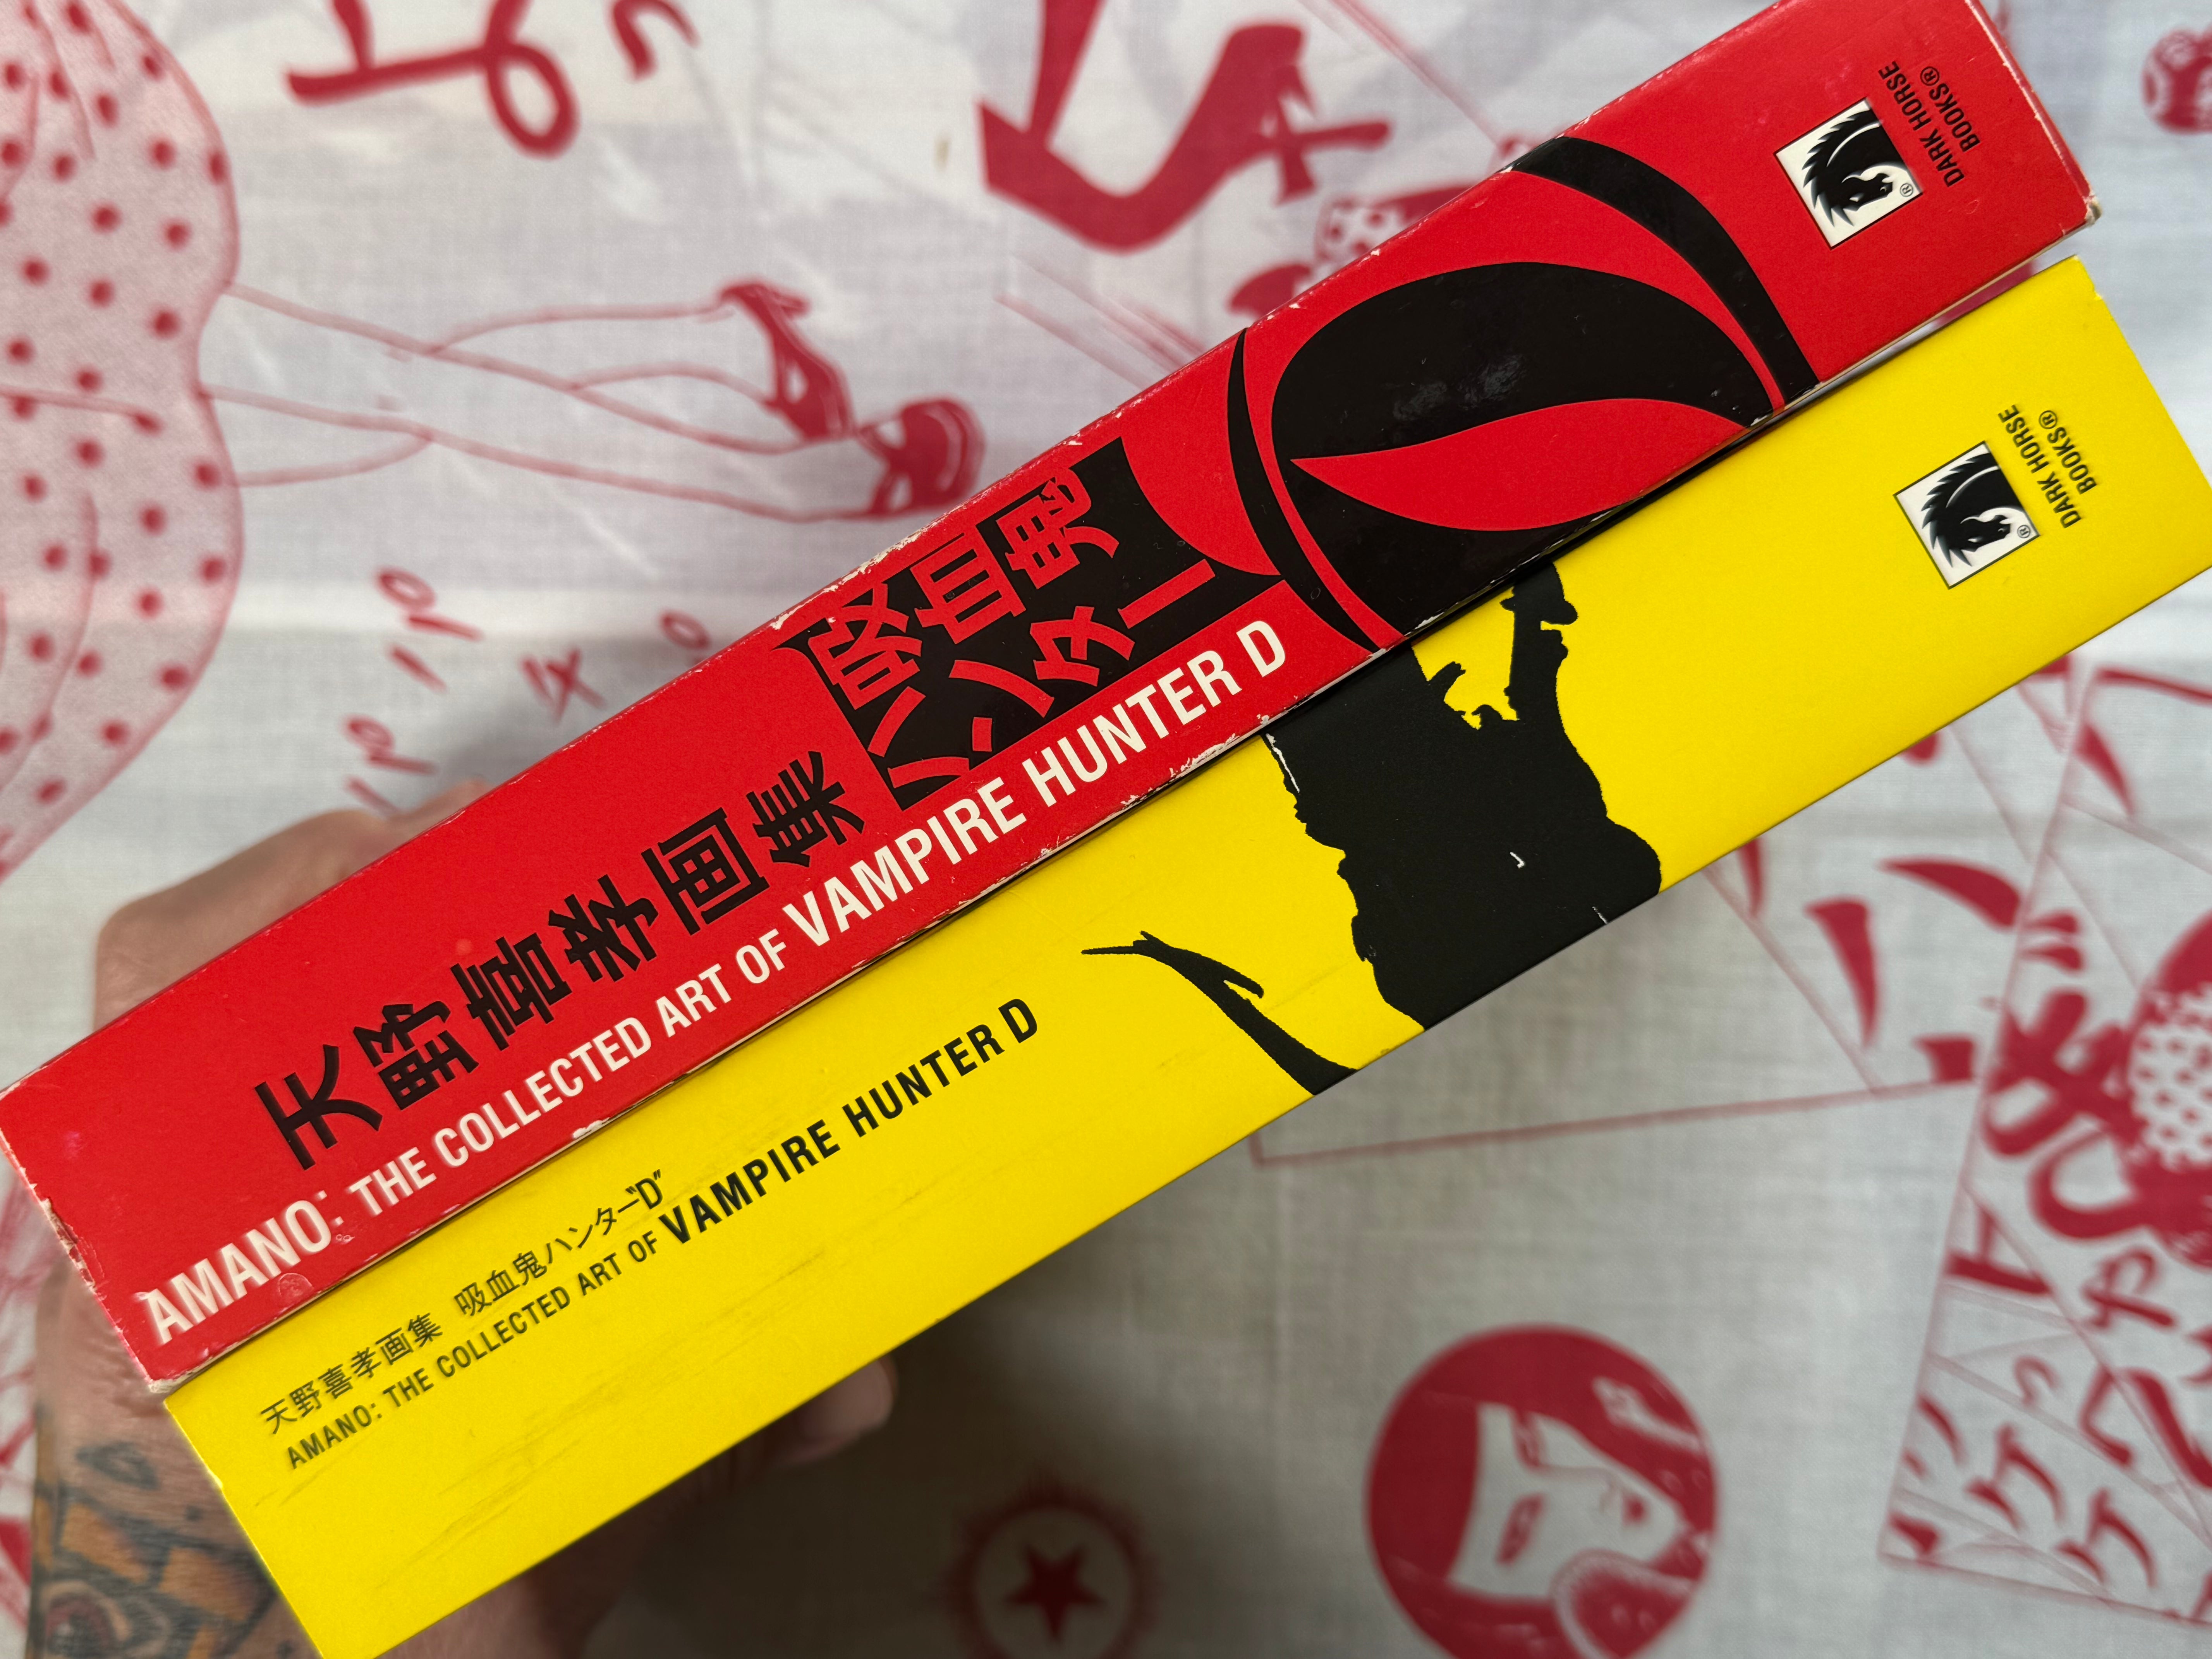 天野喜孝画集
吸血鬼
ハンター
AMANO: THE COLLECTED ART OF VAMPIRE HUNTER D
DARK HORSE
BOOKS®
®
天野喜孝画集 吸血鬼ハンター"D"
AMANO: THE COLLECTED ART OF VAMPIRE HUNTER D
DARK HORSE
BOOKS®
®